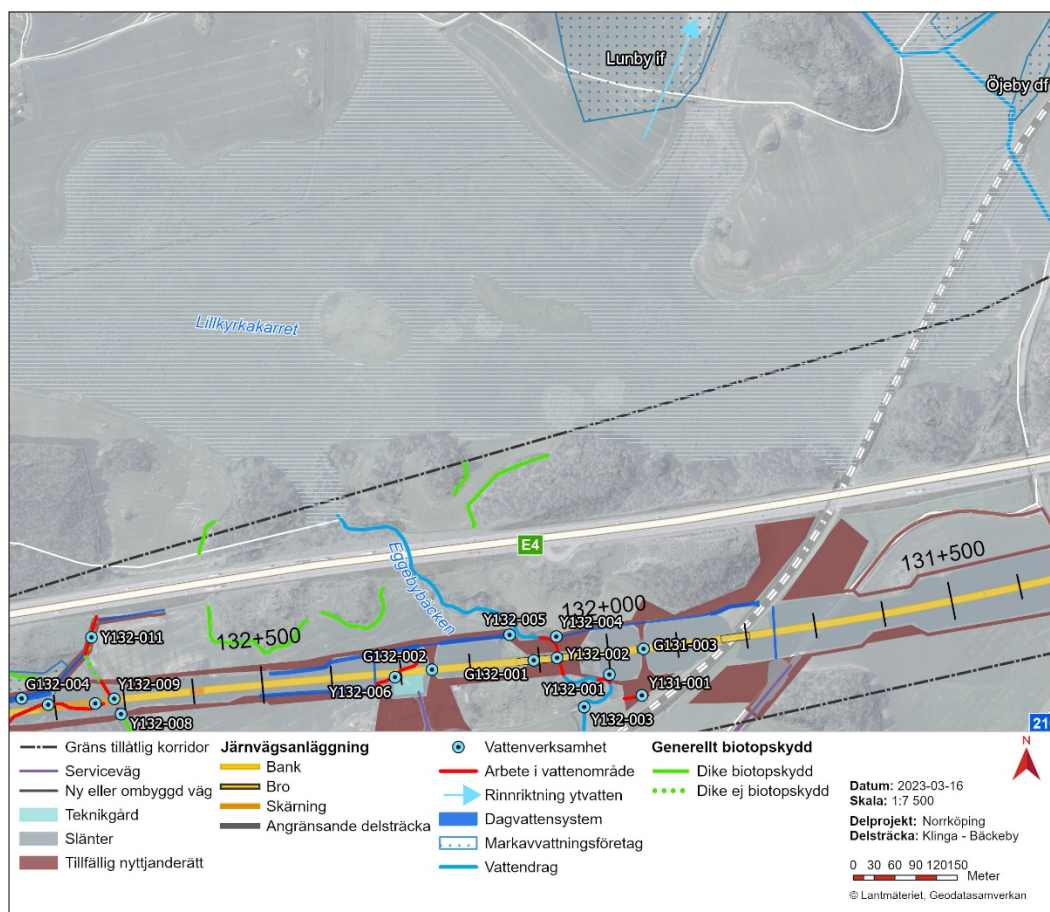 Lunby if
Öjeby df
Lillkyrkakärret
E4
Eggebybäcken
131+500
132+000
132+500
Y132-005
Y132-004
Y132-011
G132-002
G131-003
Y132-002
G132-001
G132-004
Y132-009
Y132-006
Y132-001
Y131-001
Y132-008
Y132-003
21
N
Gräns tillåtlig korridor
Serviceväg
Ny eller ombyggd väg
Teknikgård
Slänter
Tillfällig nyttjanderätt
Järnvägsanläggning
Bank
Bro
Skärning
Angränsande delsträcka
Vattenverksamhet
Arbete i vattenområde
Rinnriktning ytvatten
Dagvattensystem
Markavvattningsföretag
Vattendrag
Generellt biotopskydd
Dike biotopskydd
Dike ej biotopskydd
Datum: 2023-03-16
Skala: 1:7 500
Delprojekt: Norrköping
Delsträcka: Klinga - Bäckeby
0 30 60 90 120150
Meter
© Lantmäteriet, Geodatasamverkan